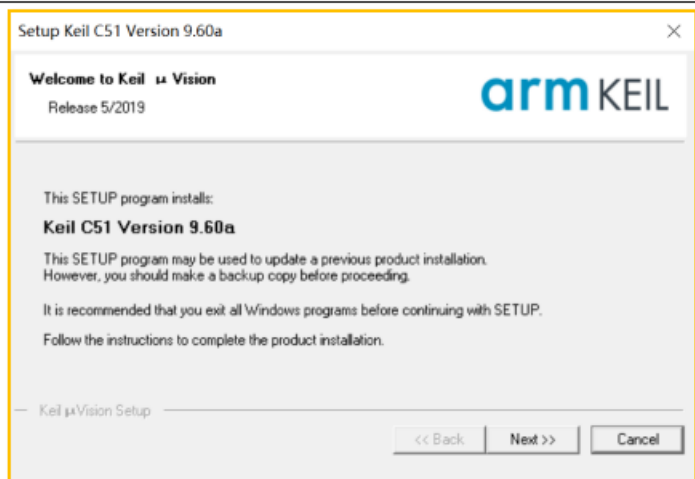 Setup Keil C51 Version 9.60a
Welcome to Keil μ Vision
Release 5/2019
arm KEIL
This SETUP program installs:
Keil C51 Version 9.60a
This SETUP program may be used to update a previous product installation.
However, you should make a backup copy before proceeding.
It is recommended that you exit all Windows programs before continuing with SETUP.
Follow the instructions to complete the product installation.
Keil μVision Setup
<< Back Next >> Cancel